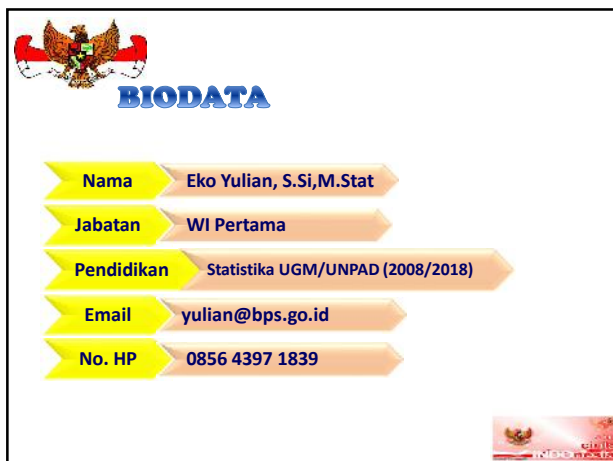 BIODATA
Nama
Eko Yulian, S.Si,M.Stat
Jabatan
WI Pertama
Pendidikan
Statistika UGM/UNPAD (2008/2018)
Email
yulian@bps.go.id
No. HP
0856 4397 1839